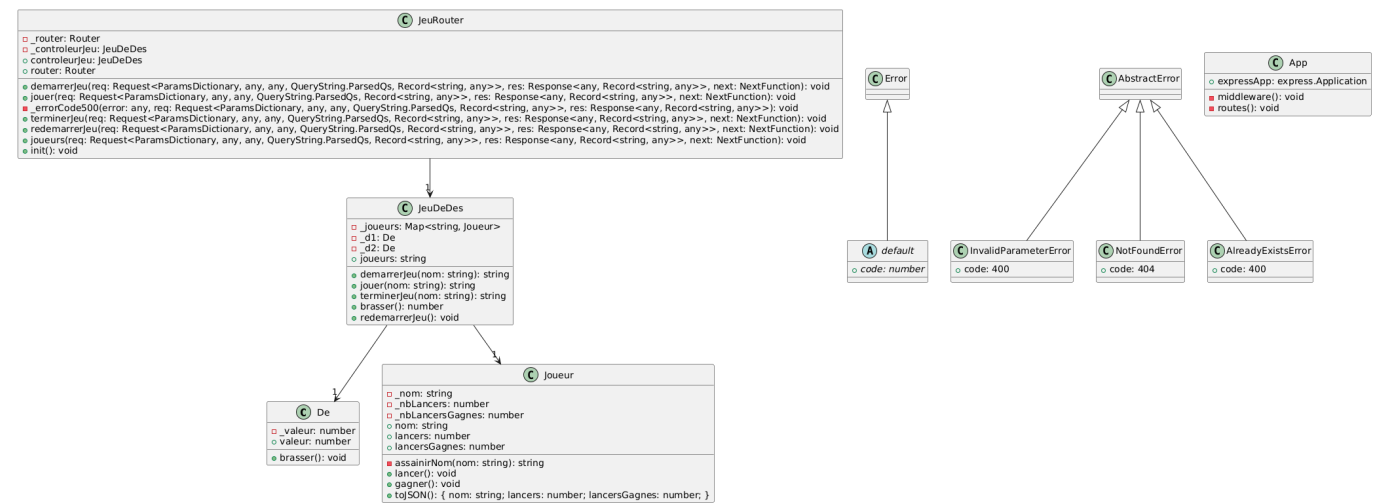 C JeuRouter
_router: Router
_controleurJeu: JeuDeDes
controleurJeu: JeuDeDes
router: Router
demarrerJeu(req: Request<ParamsDictionary, any, any, QueryString.ParsedQs, Record<string, any>>, res: Response<any, Record<string, any>>, next: NextFunction): void
jouer(req: Request<ParamsDictionary, any, any, QueryString.ParsedQs, Record<string, any>>, res: Response<any, Record<string, any>>, next: NextFunction): void
_errorCode500(error: any, req: Request<ParamsDictionary, any, any, QueryString.ParsedQs, Record<string, any>>, res: Response<any, Record<string, any>>): void
terminerJeu(req: Request<ParamsDictionary, any, any, QueryString.ParsedQs, Record<string, any>>, res: Response<any, Record<string, any>>, next: NextFunction): void
redemarrerJeu(req: Request<ParamsDictionary, any, any, QueryString.ParsedQs, Record<string, any>>, res: Response<any, Record<string, any>>, next: NextFunction): void
joueurs(req: Request<ParamsDictionary, any, any, QueryString.ParsedQs, Record<string, any>>, res: Response<any, Record<string, any>>, next: NextFunction): void
init(): void
C Error
C AbstractError
C App
expressApp: express.Application
middleware(): void
routes(): void
1
C JeuDeDes
_joueurs: Map<string, Joueur>
_d1: De
_d2: De
joueurs: string
demarrerJeu(nom: string): string
jouer(nom: string): string
terminerJeu(nom: string): string
brasser(): number
redemarrerJeu(): void
A default
code: number
C InvalidParameterError
code: 400
C NotFoundError
code: 404
C AlreadyExistsError
code: 400
1
1
C De
_valeur: number
valeur: number
brasser(): void
C Joueur
_nom: string
_nbLancers: number
_nbLancersGagnes: number
nom: string
lancers: number
lancersGagnes: number
assainirNom(nom: string): string
lancer(): void
gagner(): void
toJSON(): { nom: string; lancers: number; lancersGagnes: number; }